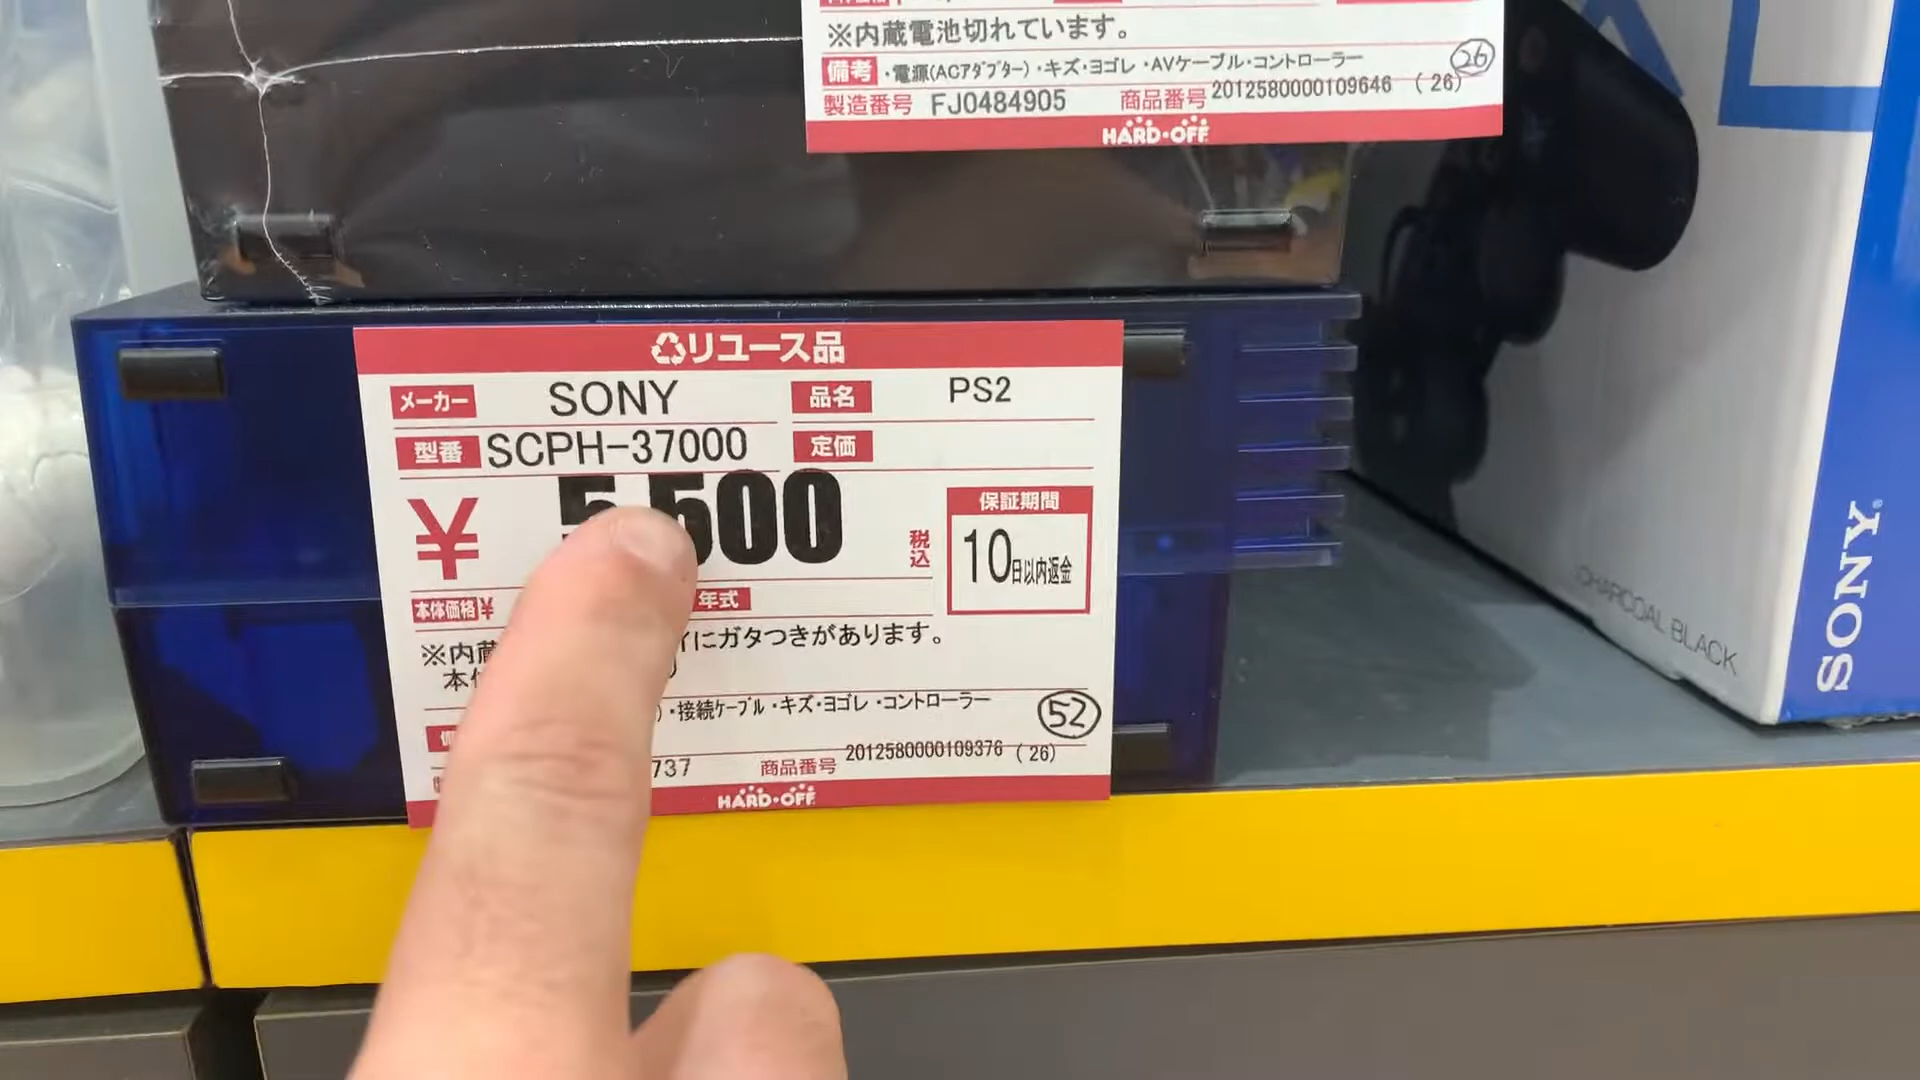 ※内蔵電池切れています。
備考 ・電源(ACアダプター)・キズ・ヨゴレ・AVケーブル・コントローラー
26
製造番号 FJ0484905 商品番号 2012580000109646 (26)
HARD・OFF
リユース品
メーカー SONY 品名 PS2
型番 SCPH-37000 定価
¥ 5,500 税込
保証期間
10日以内返金
本体価格¥ 年式
※内蔵 にガタつきがあります。
本
・接続ケーブル・キズ・ヨゴレ・コントローラー
52
737 商品番号 2012580000109376 (26)
HARD・OFF
CHARCOAL BLACK
SONY